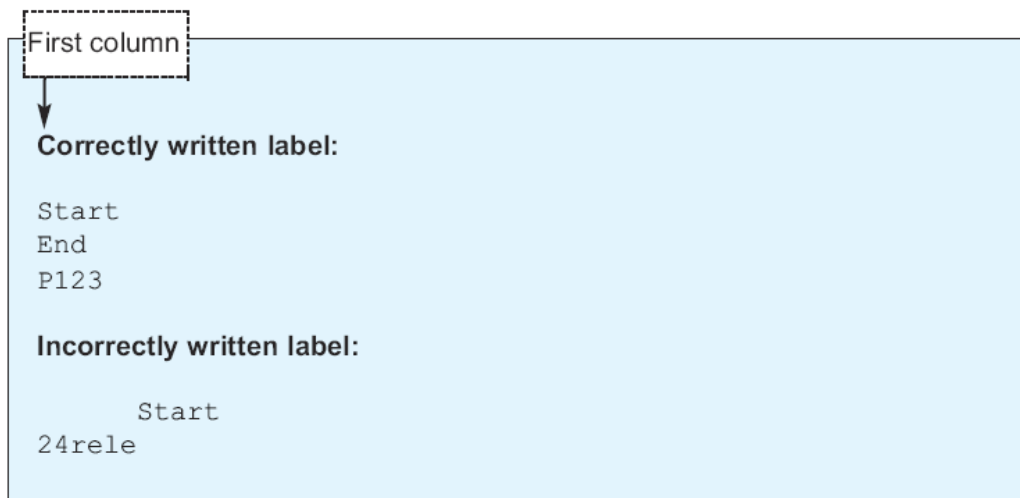 First column
Correctly written label:
Start
End
P123
Incorrectly written label:
Start
24rele